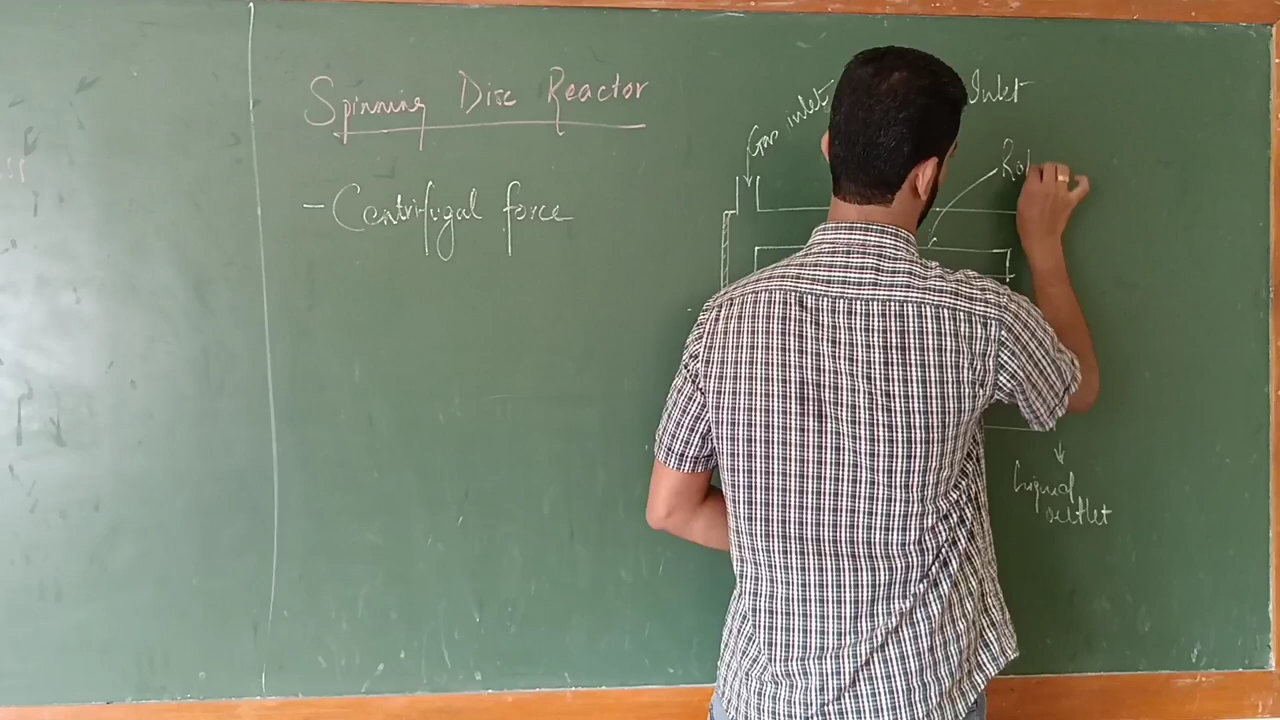 Spinning Disc Reactor
- Centrifugal force
Gas inlet
Inlet
Liquid
outlet